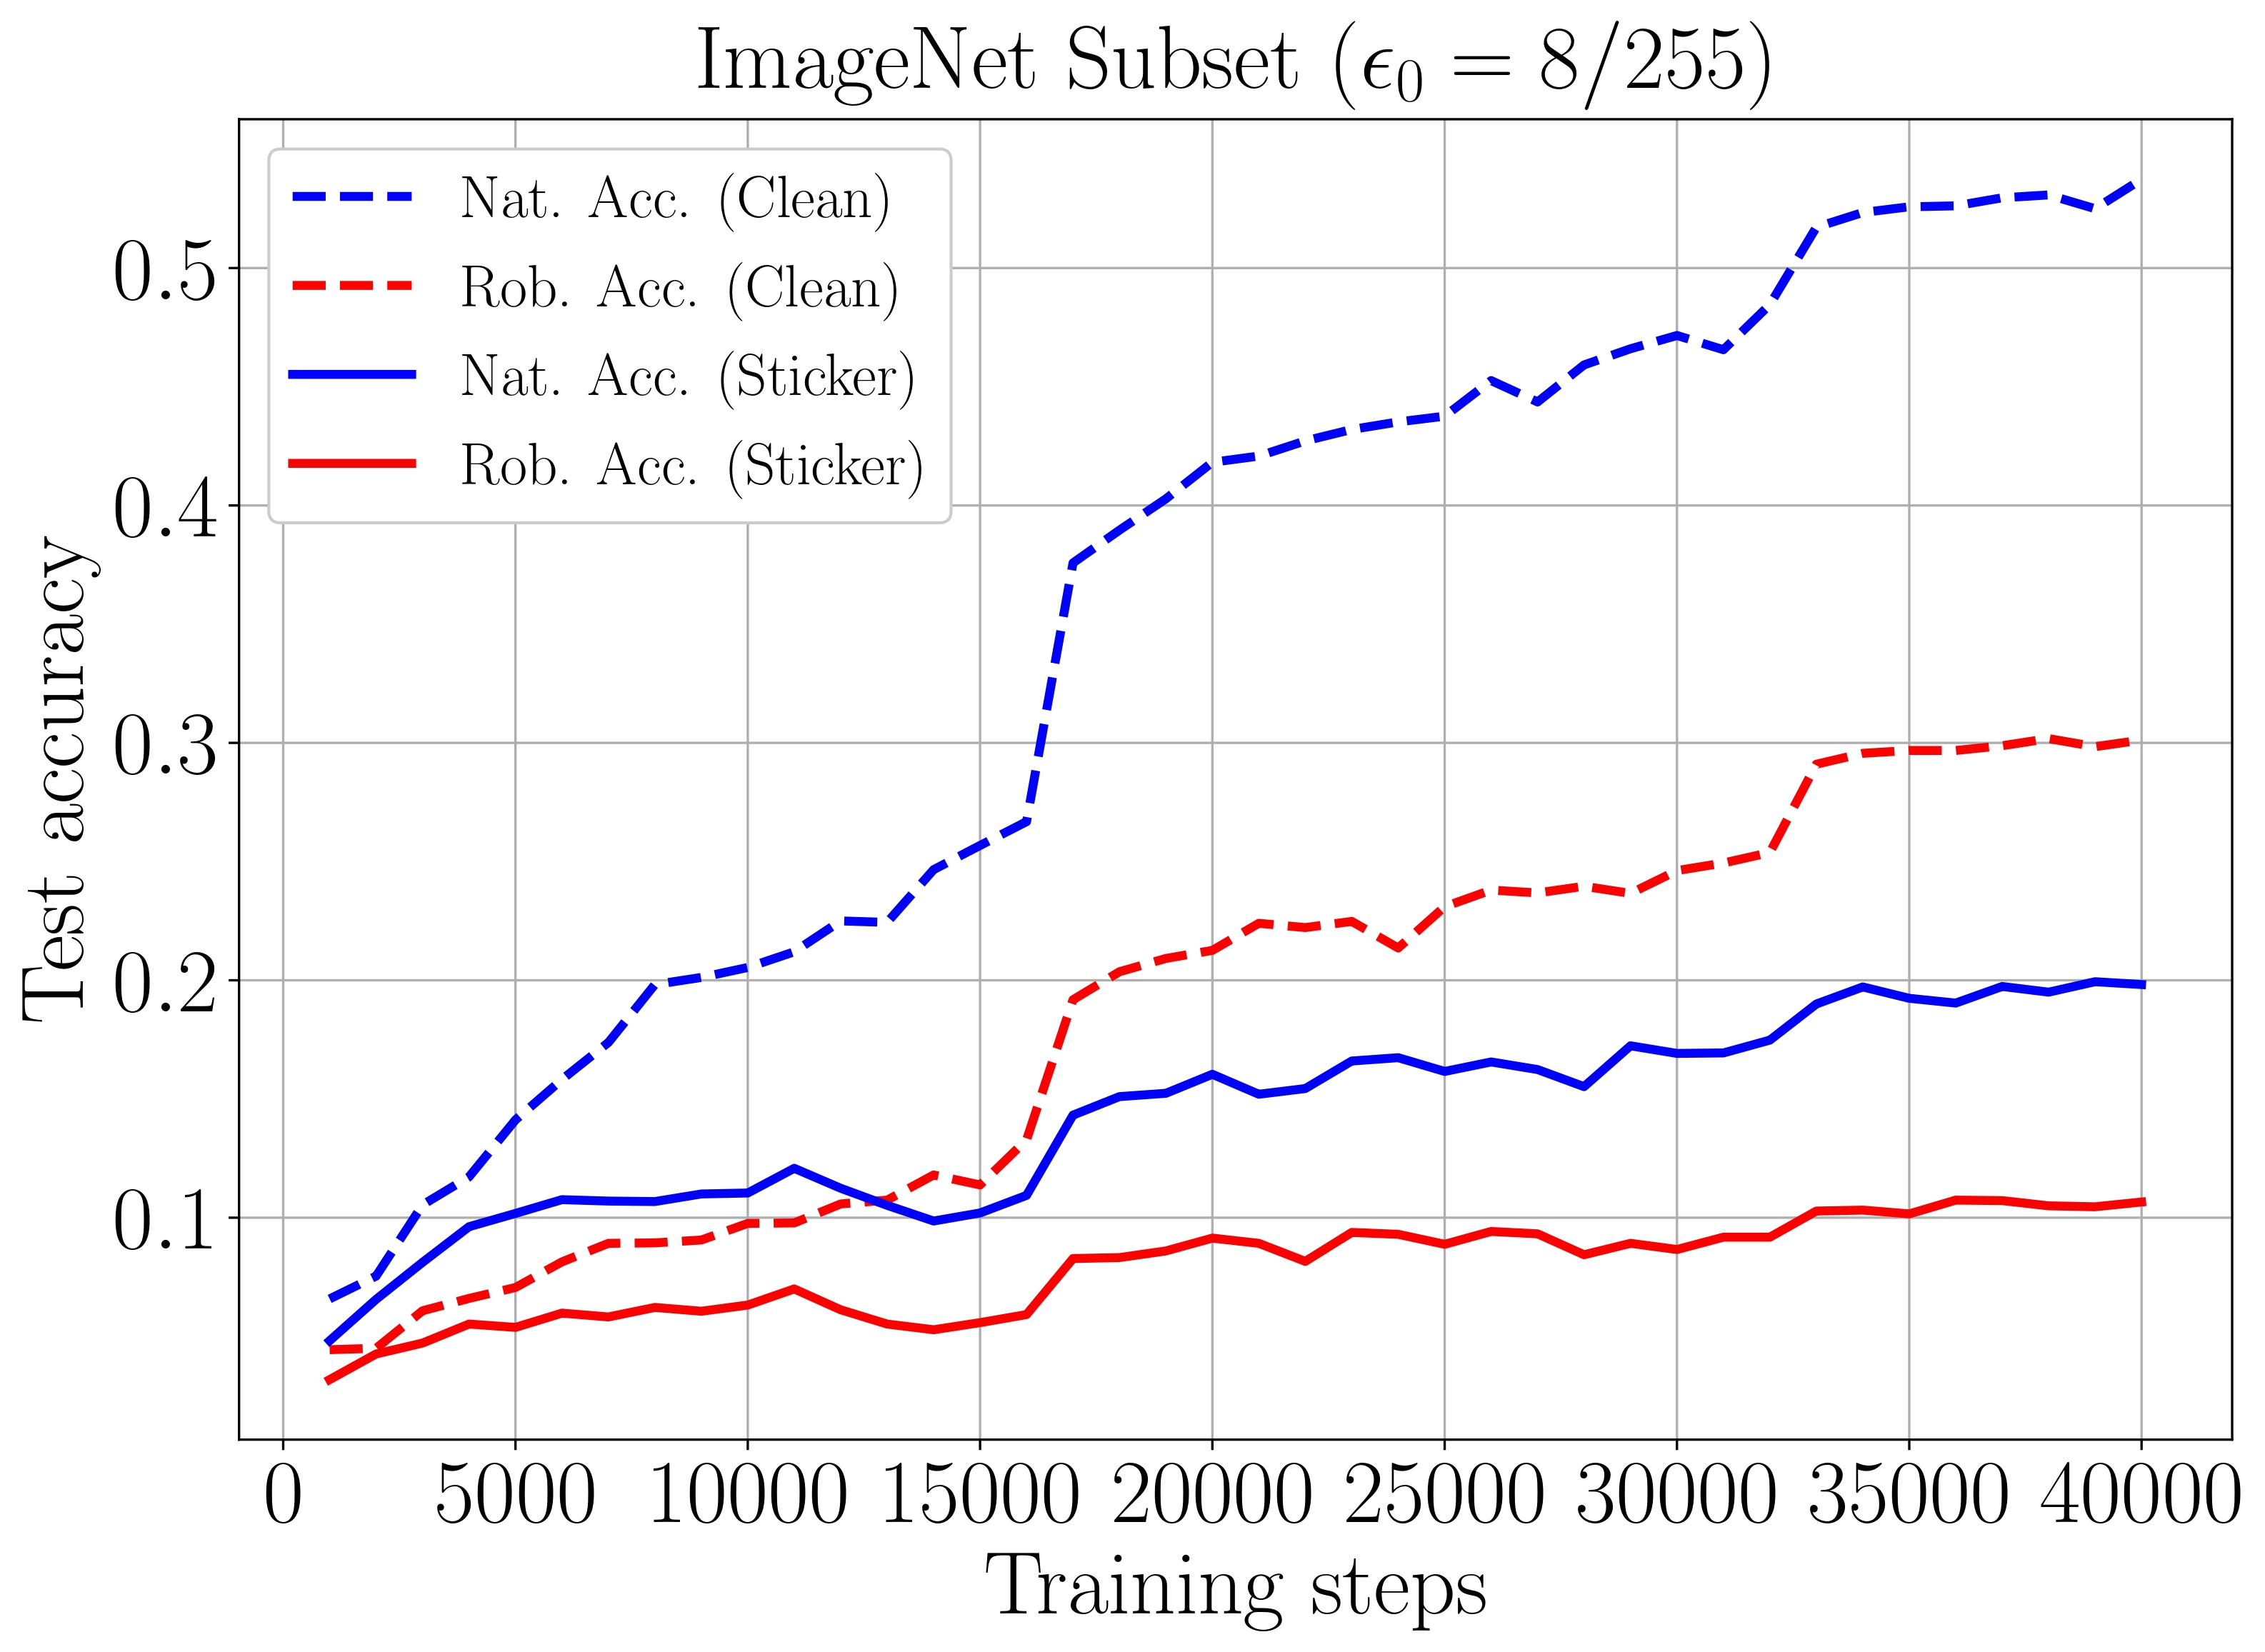 ImageNet Subset (ϵ₀ = 8/255)
Nat. Acc. (Clean)
Rob. Acc. (Clean)
Nat. Acc. (Sticker)
Rob. Acc. (Sticker)
Test accuracy
0.5
0.4
0.3
0.2
0.1
0 5000 10000 15000 20000 25000 30000 35000 40000
Training steps